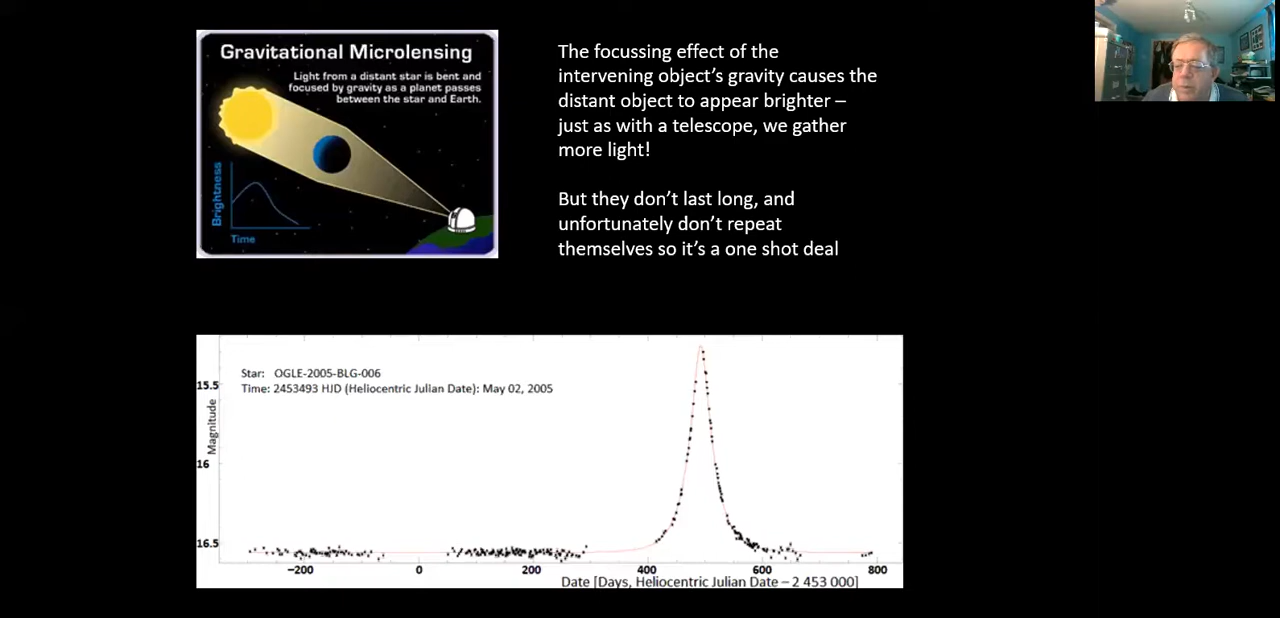 Gravitational Microlensing
Light from a distant star is bent and
focused by gravity as a planet passes
between the star and Earth.
Brightness
Time
The focussing effect of the
intervening object's gravity causes the
distant object to appear brighter –
just as with a telescope, we gather
more light!
But they don't last long, and
unfortunately don't repeat
themselves so it's a one shot deal
Star: OGLE-2005-BLG-006
Time: 2453493 HJD (Heliocentric Julian Date): May 02, 2005
Magnitude
15.5
16
16.5
−200 0 200 400 600 800
Date [Days, Heliocentric Julian Date – 2 453 000]